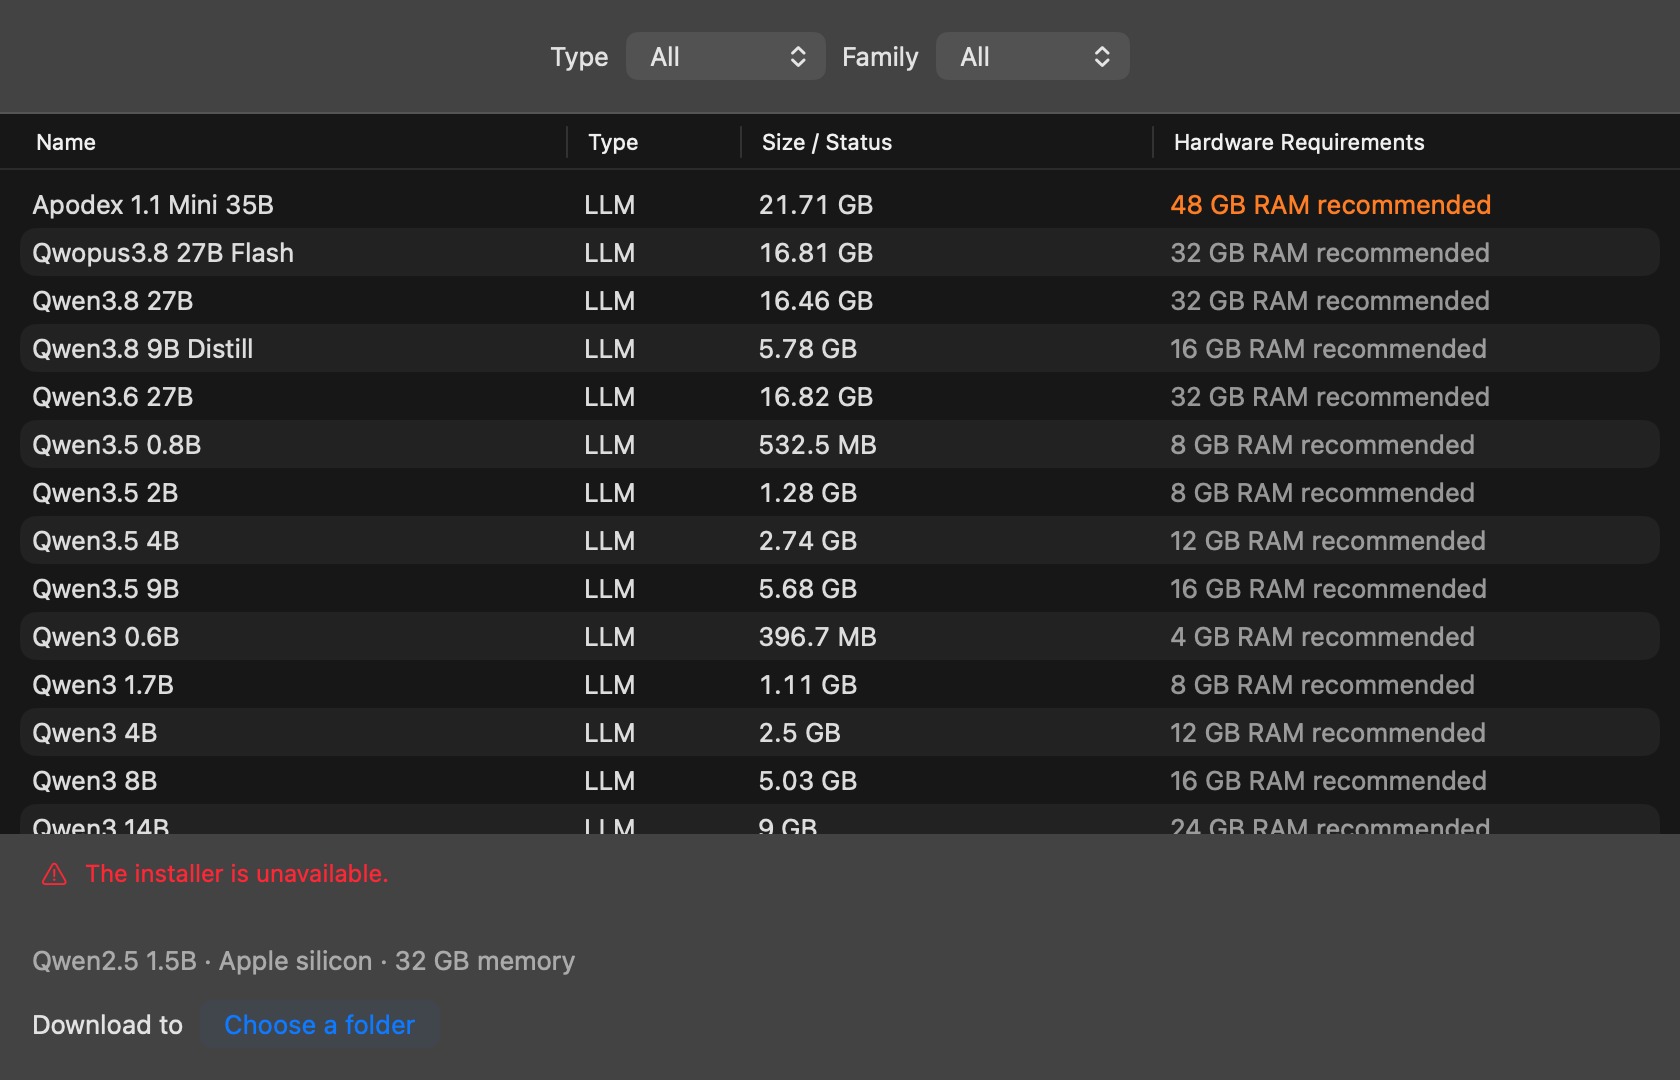 Type All Family All
Name Type Size / Status Hardware Requirements
Apodex 1.1 Mini 35B LLM 21.71 GB 48 GB RAM recommended
Qwopus3.8 27B Flash LLM 16.81 GB 32 GB RAM recommended
Qwen3.8 27B LLM 16.46 GB 32 GB RAM recommended
Qwen3.8 9B Distill LLM 5.78 GB 16 GB RAM recommended
Qwen3.6 27B LLM 16.82 GB 32 GB RAM recommended
Qwen3.5 0.8B LLM 532.5 MB 8 GB RAM recommended
Qwen3.5 2B LLM 1.28 GB 8 GB RAM recommended
Qwen3.5 4B LLM 2.74 GB 12 GB RAM recommended
Qwen3.5 9B LLM 5.68 GB 16 GB RAM recommended
Qwen3 0.6B LLM 396.7 MB 4 GB RAM recommended
Qwen3 1.7B LLM 1.11 GB 8 GB RAM recommended
Qwen3 4B LLM 2.5 GB 12 GB RAM recommended
Qwen3 8B LLM 5.03 GB 16 GB RAM recommended
Qwen3 14B LLM 9 GB 24 GB RAM recommended
The installer is unavailable.
Qwen2.5 1.5B · Apple silicon · 32 GB memory
Download to Choose a folder